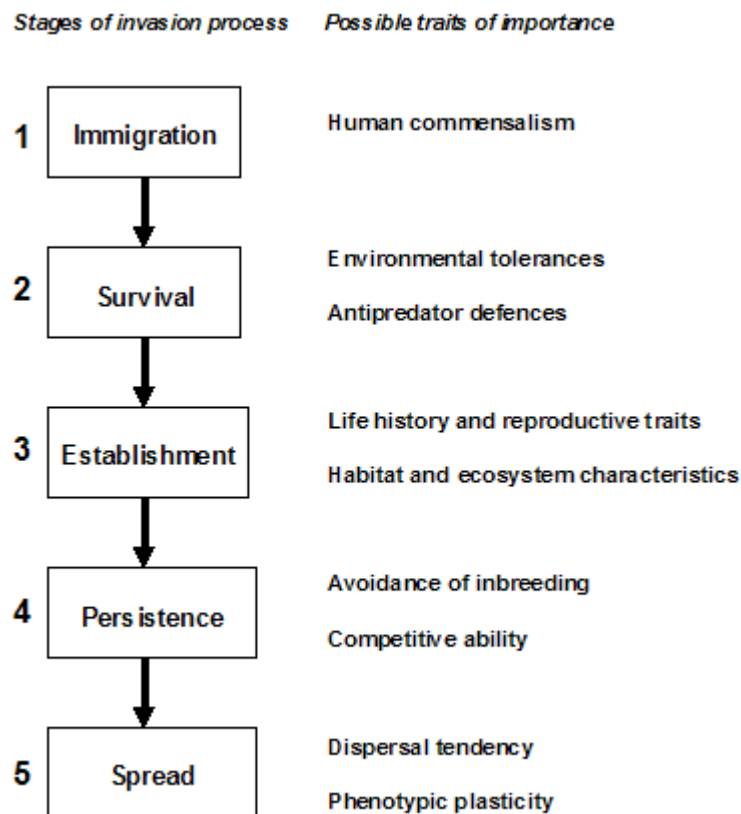 Stages of invasion process Possible traits of importance
1 Immigration Human commensalism
Environmental tolerances
2 Survival
Antipredator defences
Life history and reproductive traits
3 Establishment
Habitat and ecosystem characteristics
Avoidance of inbreeding
4 Persistence
Competitive ability
Dispersal tendency
5 Spread
Phenotypic plasticity